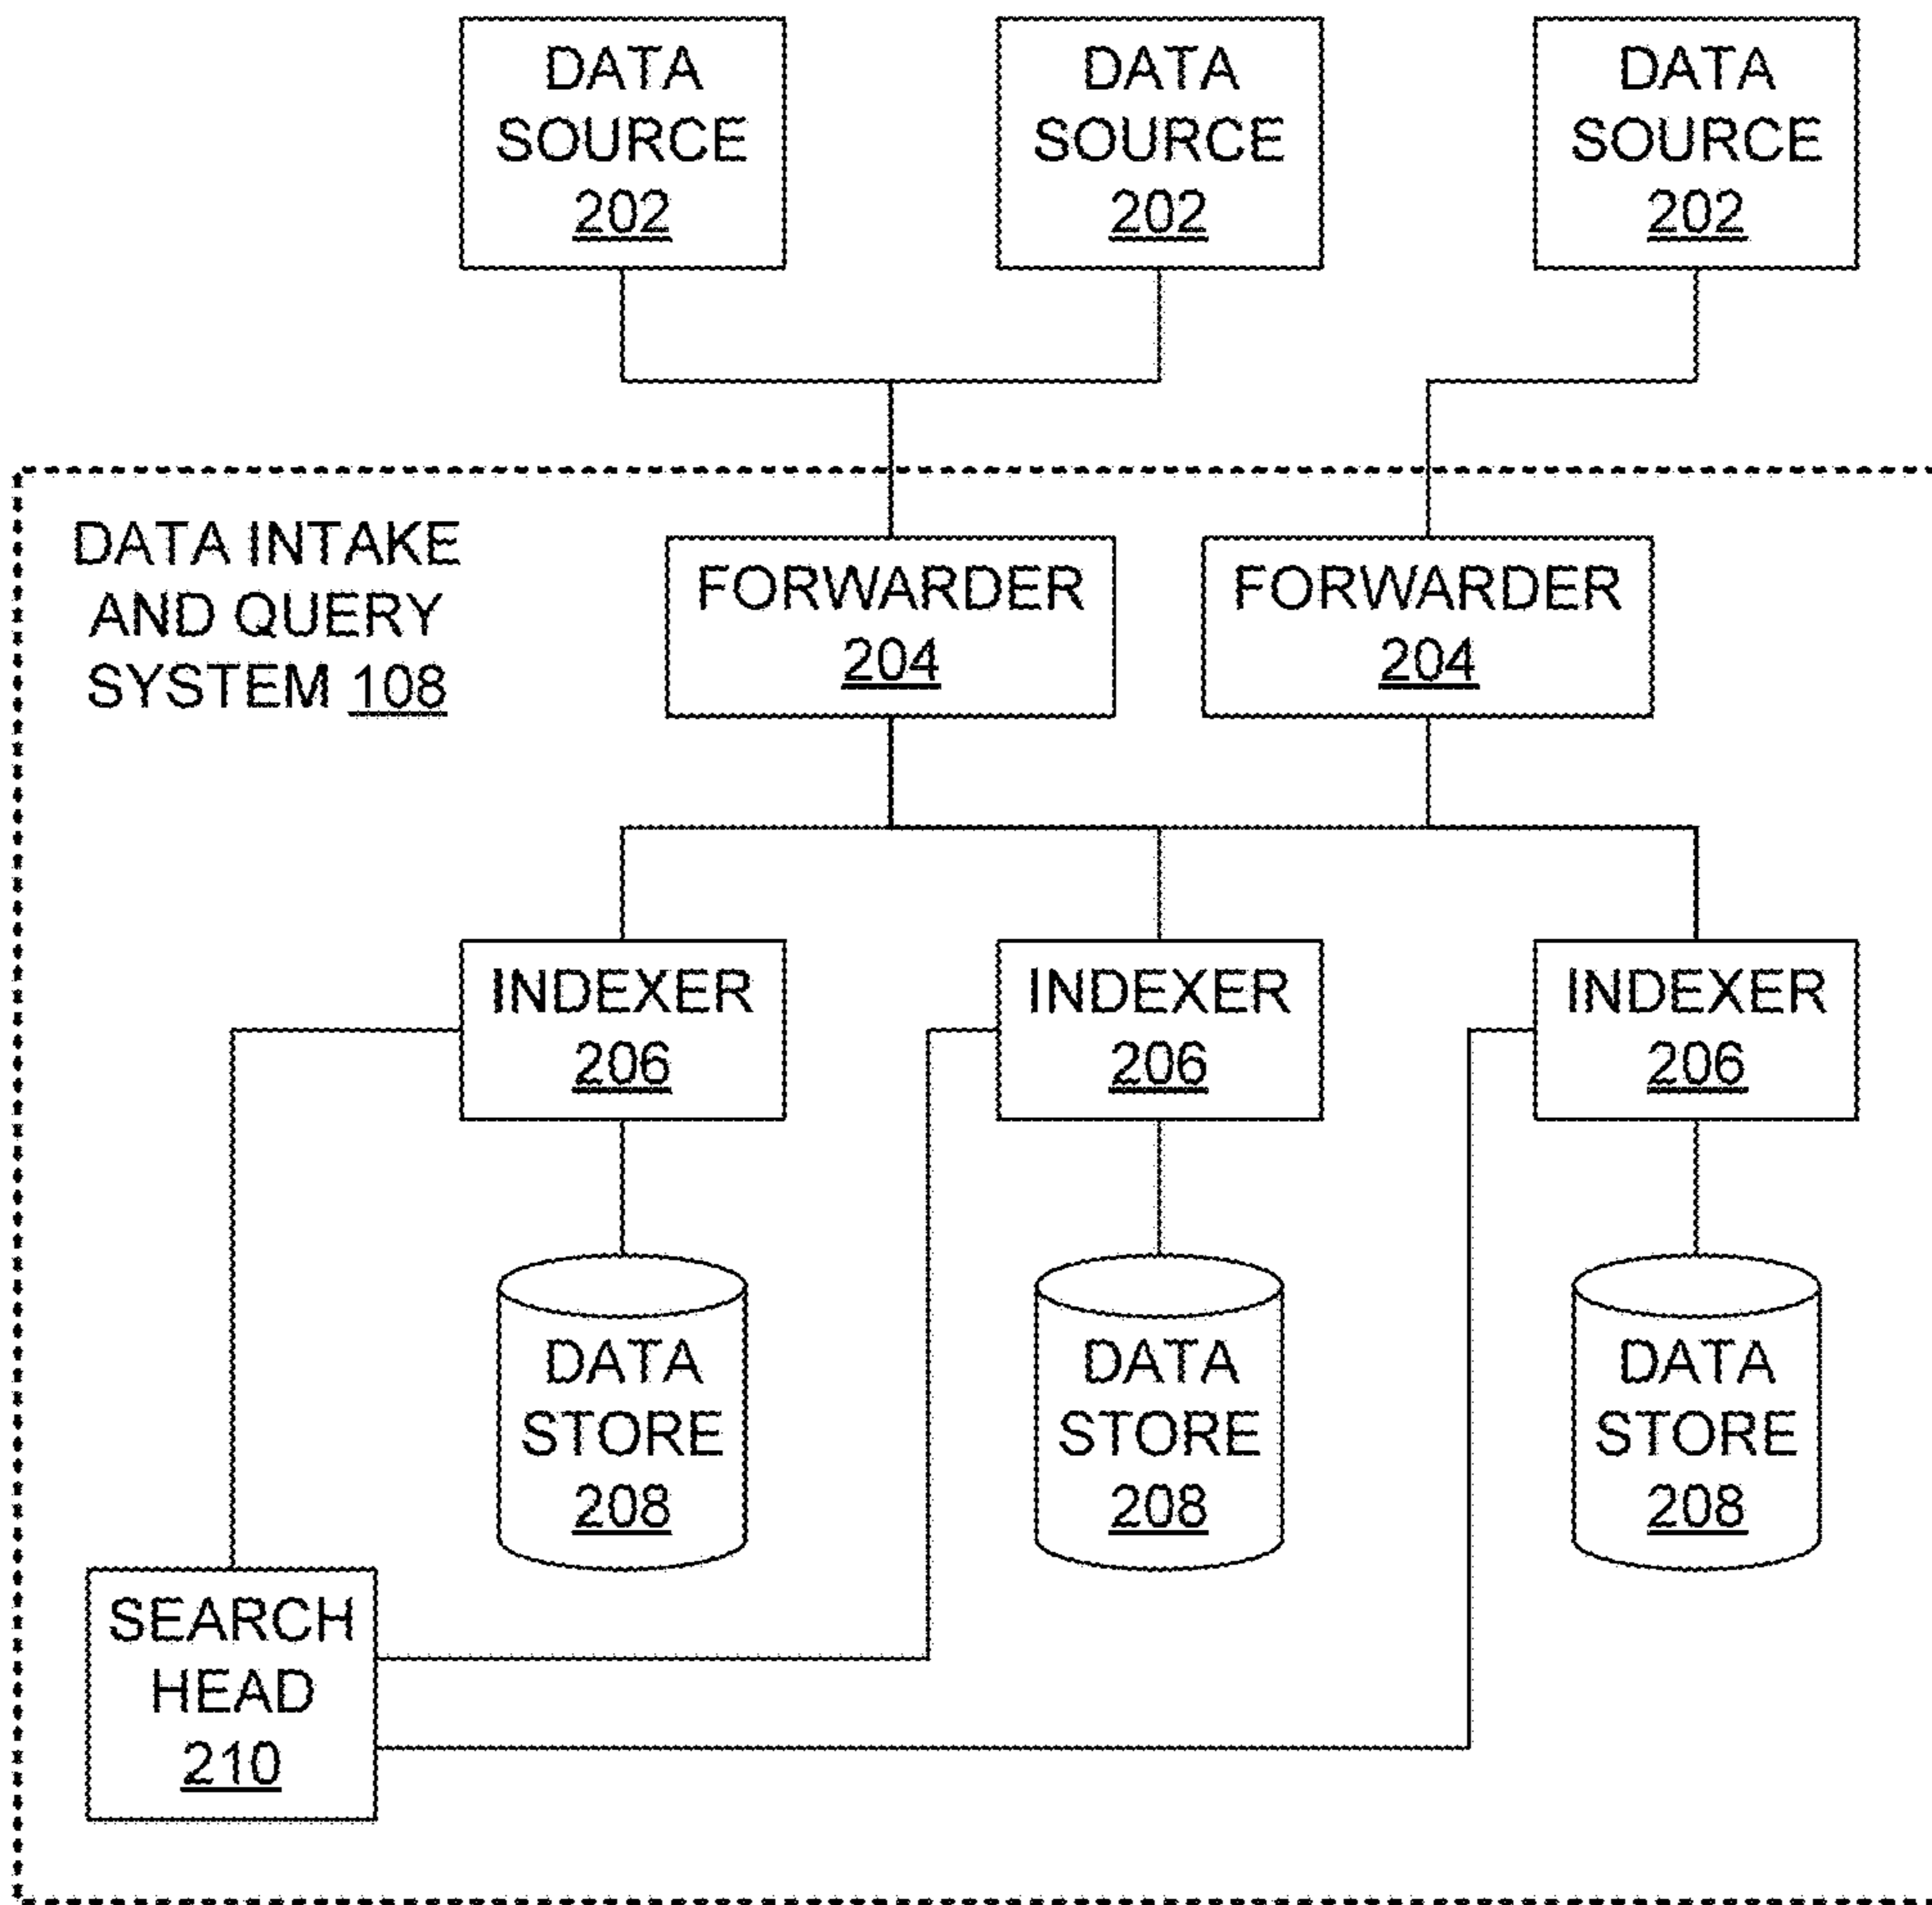 DATA
SOURCE
202
DATA
SOURCE
202
DATA
SOURCE
202
DATA INTAKE
AND QUERY
SYSTEM 108
FORWARDER
204
FORWARDER
204
INDEXER
206
INDEXER
206
INDEXER
206
DATA
STORE
208
DATA
STORE
208
DATA
STORE
208
SEARCH
HEAD
210